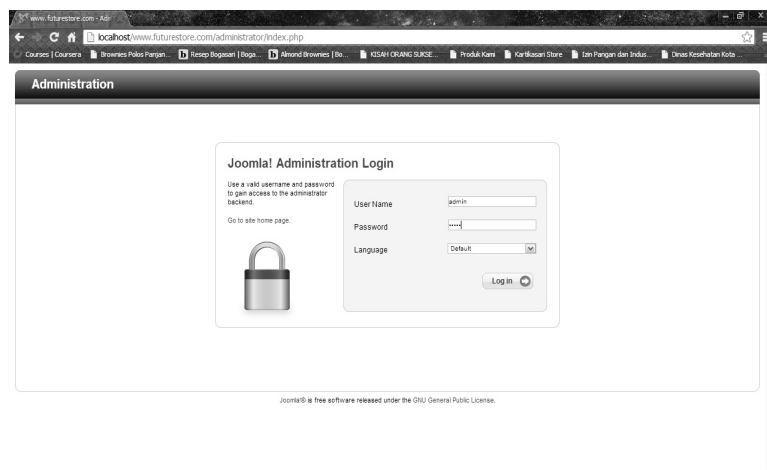 www.futurestore.com - Adr
localhost/www.futurestore.com/administrator/index.php
Courses | Coursera
Brownies Polos Panjan...
Resep Bogasari | Boga...
Almond Brownies | Bo...
KISAH ORANG SUKSE...
Produk Kami
Kartikasari Store
Izin Pangan dan Indus...
Dinas Kesehatan Kota ...
Administration
Joomla! Administration Login
Use a valid username and password
to gain access to the administrator
backend.
Go to site home page.
User Name
admin
Password
•••••
Language
Default
Log in
Joomla!® is free software released under the GNU General Public License.